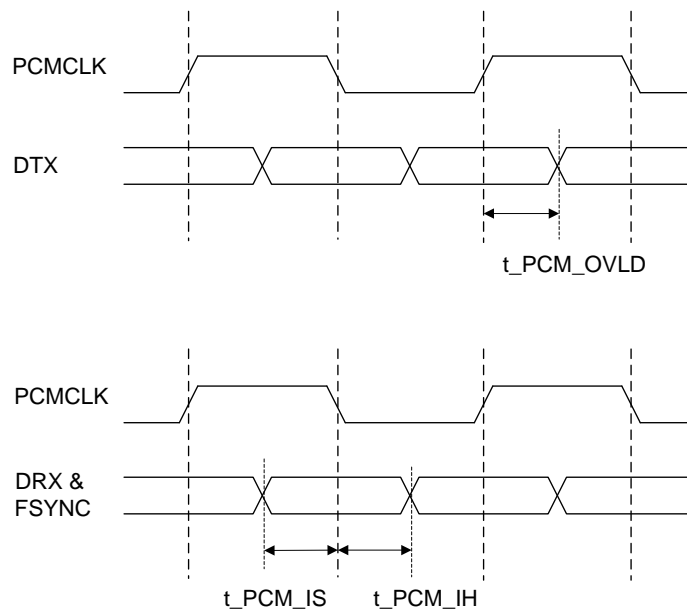 PCMCLK
DTX
t_PCM_OVLD
PCMCLK
DRX &
FSYNC
t_PCM_IS
t_PCM_IH